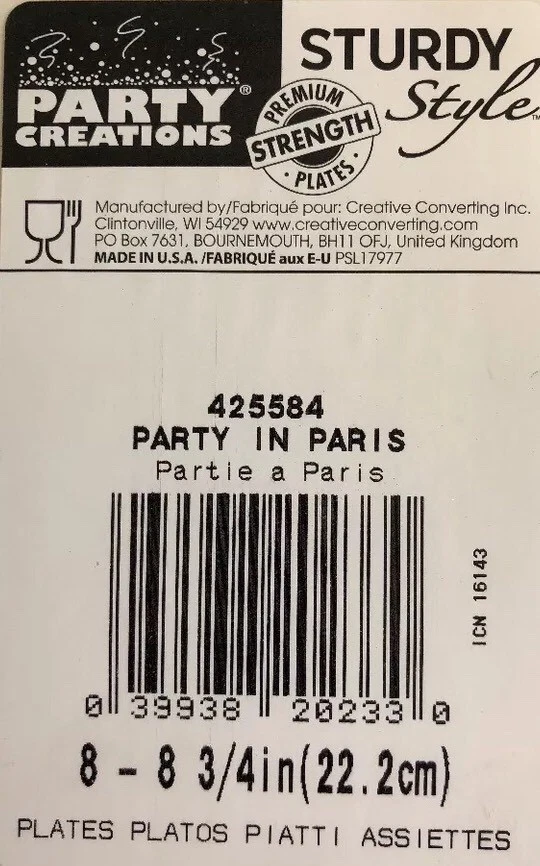 PARTY®
CREATIONS
STURDY
Style™
PREMIUM
STRENGTH
· PLATES ·
Manufactured by/Fabriqué pour: Creative Converting Inc.
Clintonville, WI 54929 www.creativeconverting.com
PO Box 7631, BOURNEMOUTH, BH11 OFJ, United Kingdom
MADE IN U.S.A. /FABRIQUÉ aux E-U PSL17977
425584
PARTY IN PARIS
Partie a Paris
ICN 16143
0 39938 20233 0
8 - 8 3/4in(22.2cm)
PLATES PLATOS PIATTI ASSIETTES